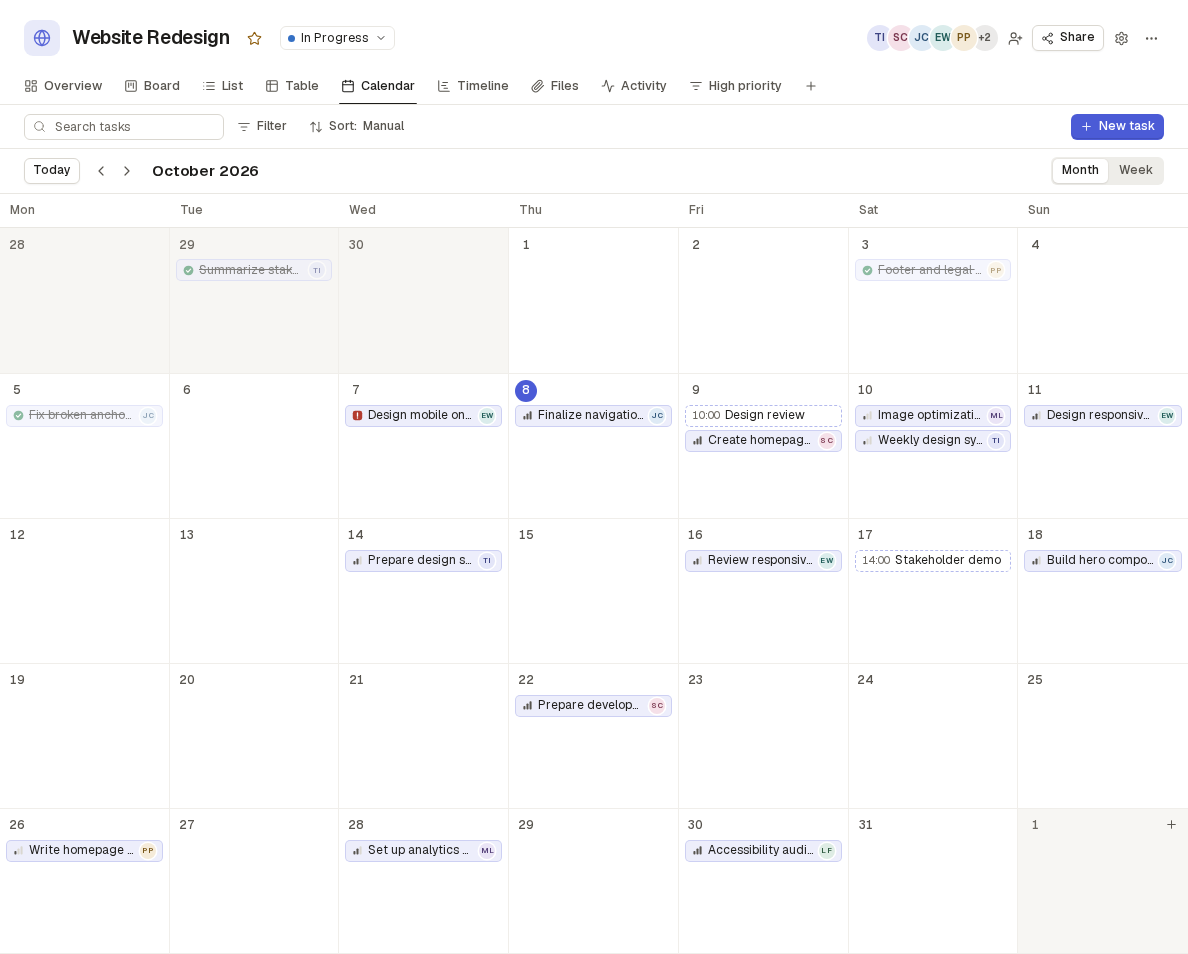 Website Redesign In Progress TI SC JC EW PP +2 Share
Overview Board List Table Calendar Timeline Files Activity High priority
Search tasks Filter Sort: Manual New task
Today October 2026 Month Week
Mon Tue Wed Thu Fri Sat Sun
28 29 30 1 2 3 4
Summarize stak… TI Footer and legal … PP
5 6 7 8 9 10 11
Fix broken ancho… JC Design mobile on… EW Finalize navigatio… JC 10:00 Design review Image optimizati… ML Design responsiv… EW
Create homepag… SC Weekly design sy… TI
12 13 14 15 16 17 18
Prepare design s… TI Review responsiv… EW 14:00 Stakeholder demo Build hero compo… JC
19 20 21 22 23 24 25
Prepare develop… SC
26 27 28 29 30 31 1
Write homepage … PP Set up analytics … ML Accessibility audi… LF